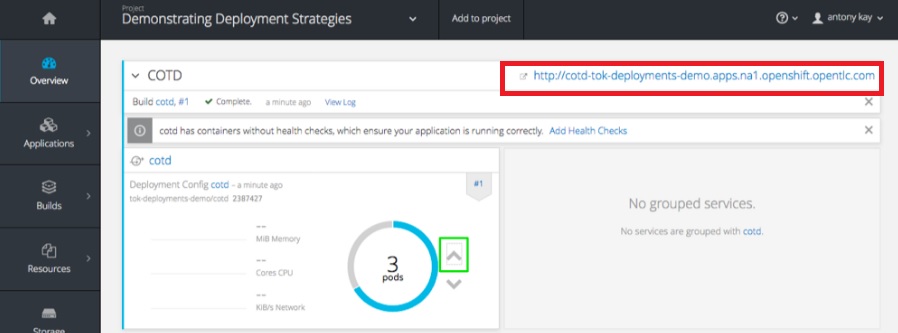 Project
Demonstrating Deployment Strategies
Add to project
antony kay
Overview
Applications
Builds
Resources
Storage
COTD
http://cotd-tok-deployments-demo.apps.na1.openshift.opentlc.com
Build cotd, #1 Complete. a minute ago View Log
cotd has containers without health checks, which ensure your application is running correctly. Add Health Checks
cotd
Deployment Config cotd – a minute ago
#1
tok-deployments-demo/cotd 2387427
--
MiB Memory
--
Cores CPU
--
KiB/s Network
3
pods
No grouped services.
No services are grouped with cotd.